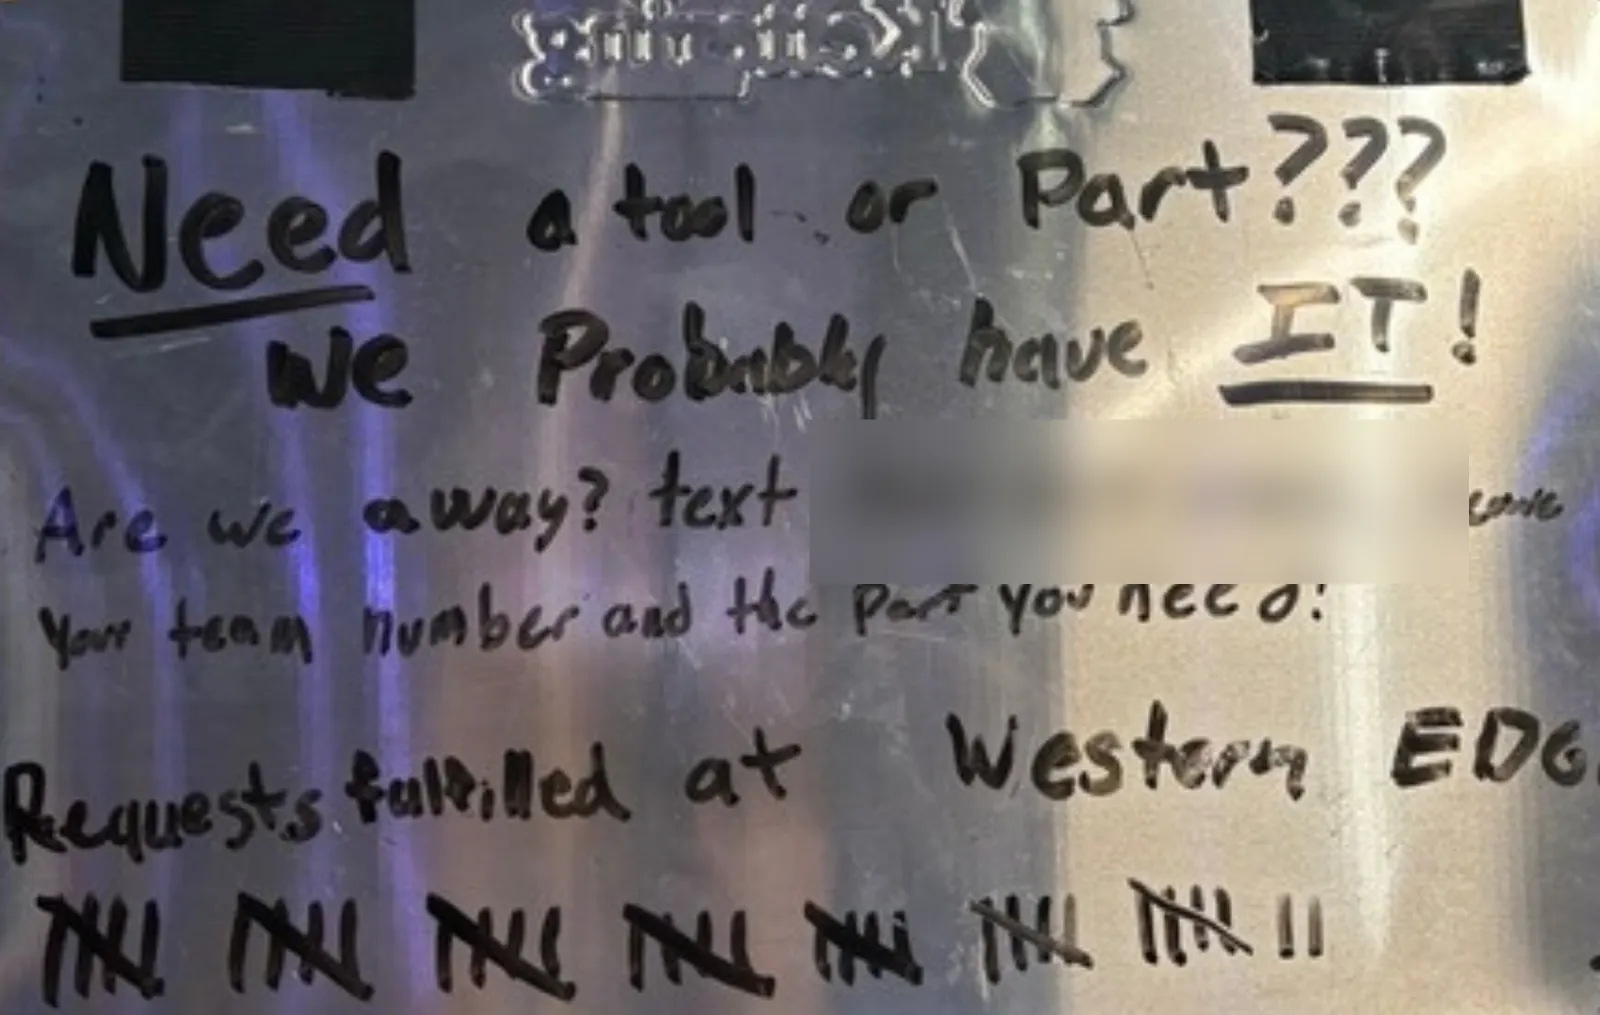 Need a tool or Part???
we Probably have IT!
Are we away? text
Your team number and the part you need!
Requests fulfilled at Western EDG